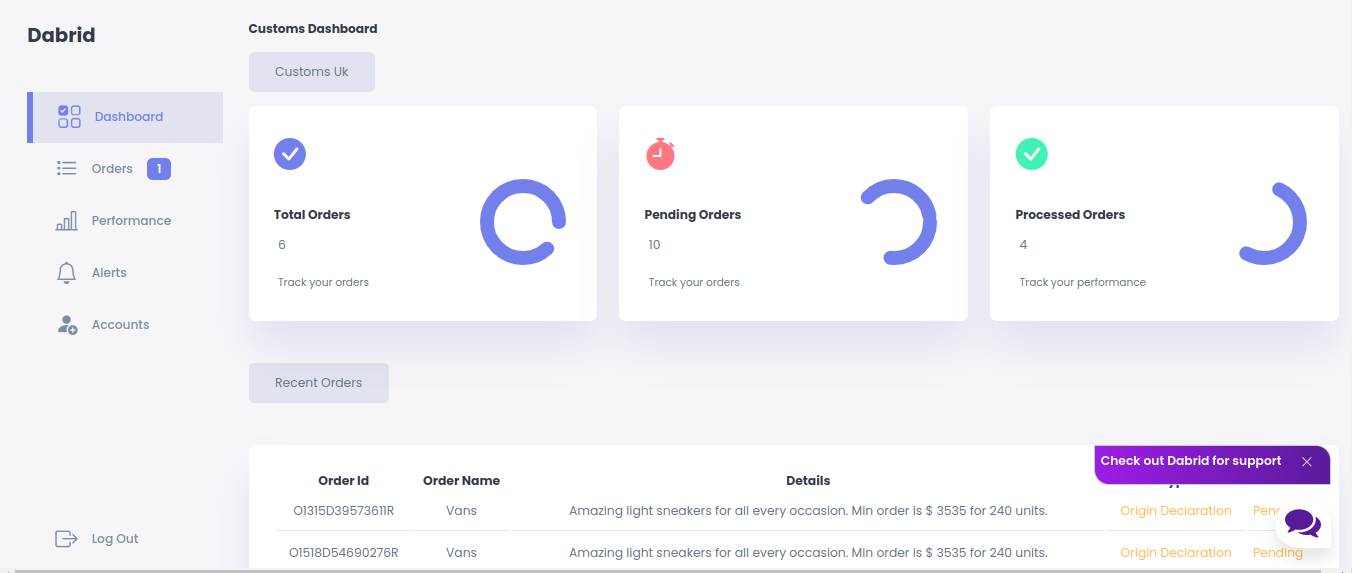 Dabrid
Customs Dashboard
Customs Uk
Dashboard
Orders 1
Performance
Alerts
Accounts
Log Out
Total Orders
6
Track your orders
Pending Orders
10
Track your orders
Processed Orders
4
Track your performance
Recent Orders
Check out Dabrid for support
Order Id Order Name Details
O1315D39573611R Vans Amazing light sneakers for all every occasion. Min order is $ 3535 for 240 units. Origin Declaration
O1518D54690276R Vans Amazing light sneakers for all every occasion. Min order is $ 3535 for 240 units. Origin Declaration Pending